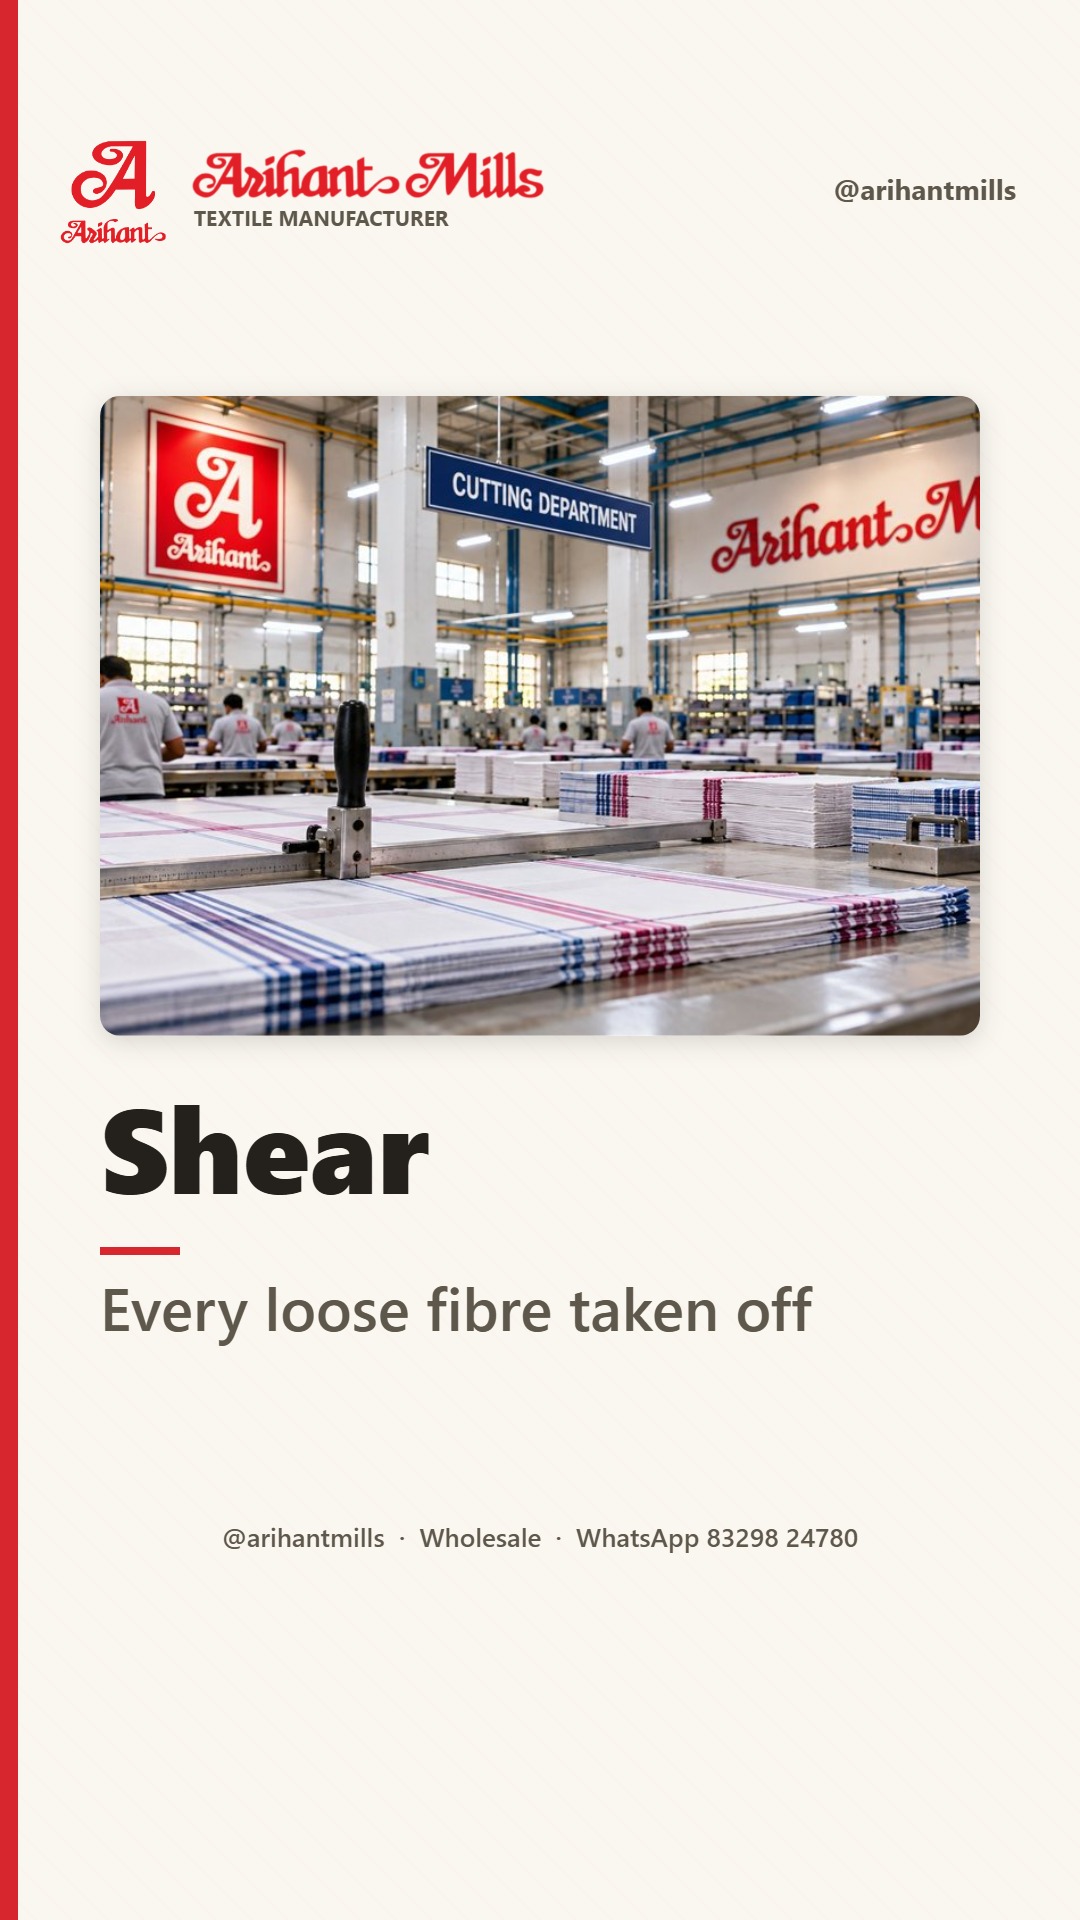 A
Arihant
Arihant Mills
TEXTILE MANUFACTURER
@arihantmills
A
Arihant
CUTTING DEPARTMENT
Arihant M
Shear
Every loose fibre taken off
@arihantmills · Wholesale · WhatsApp 83298 24780